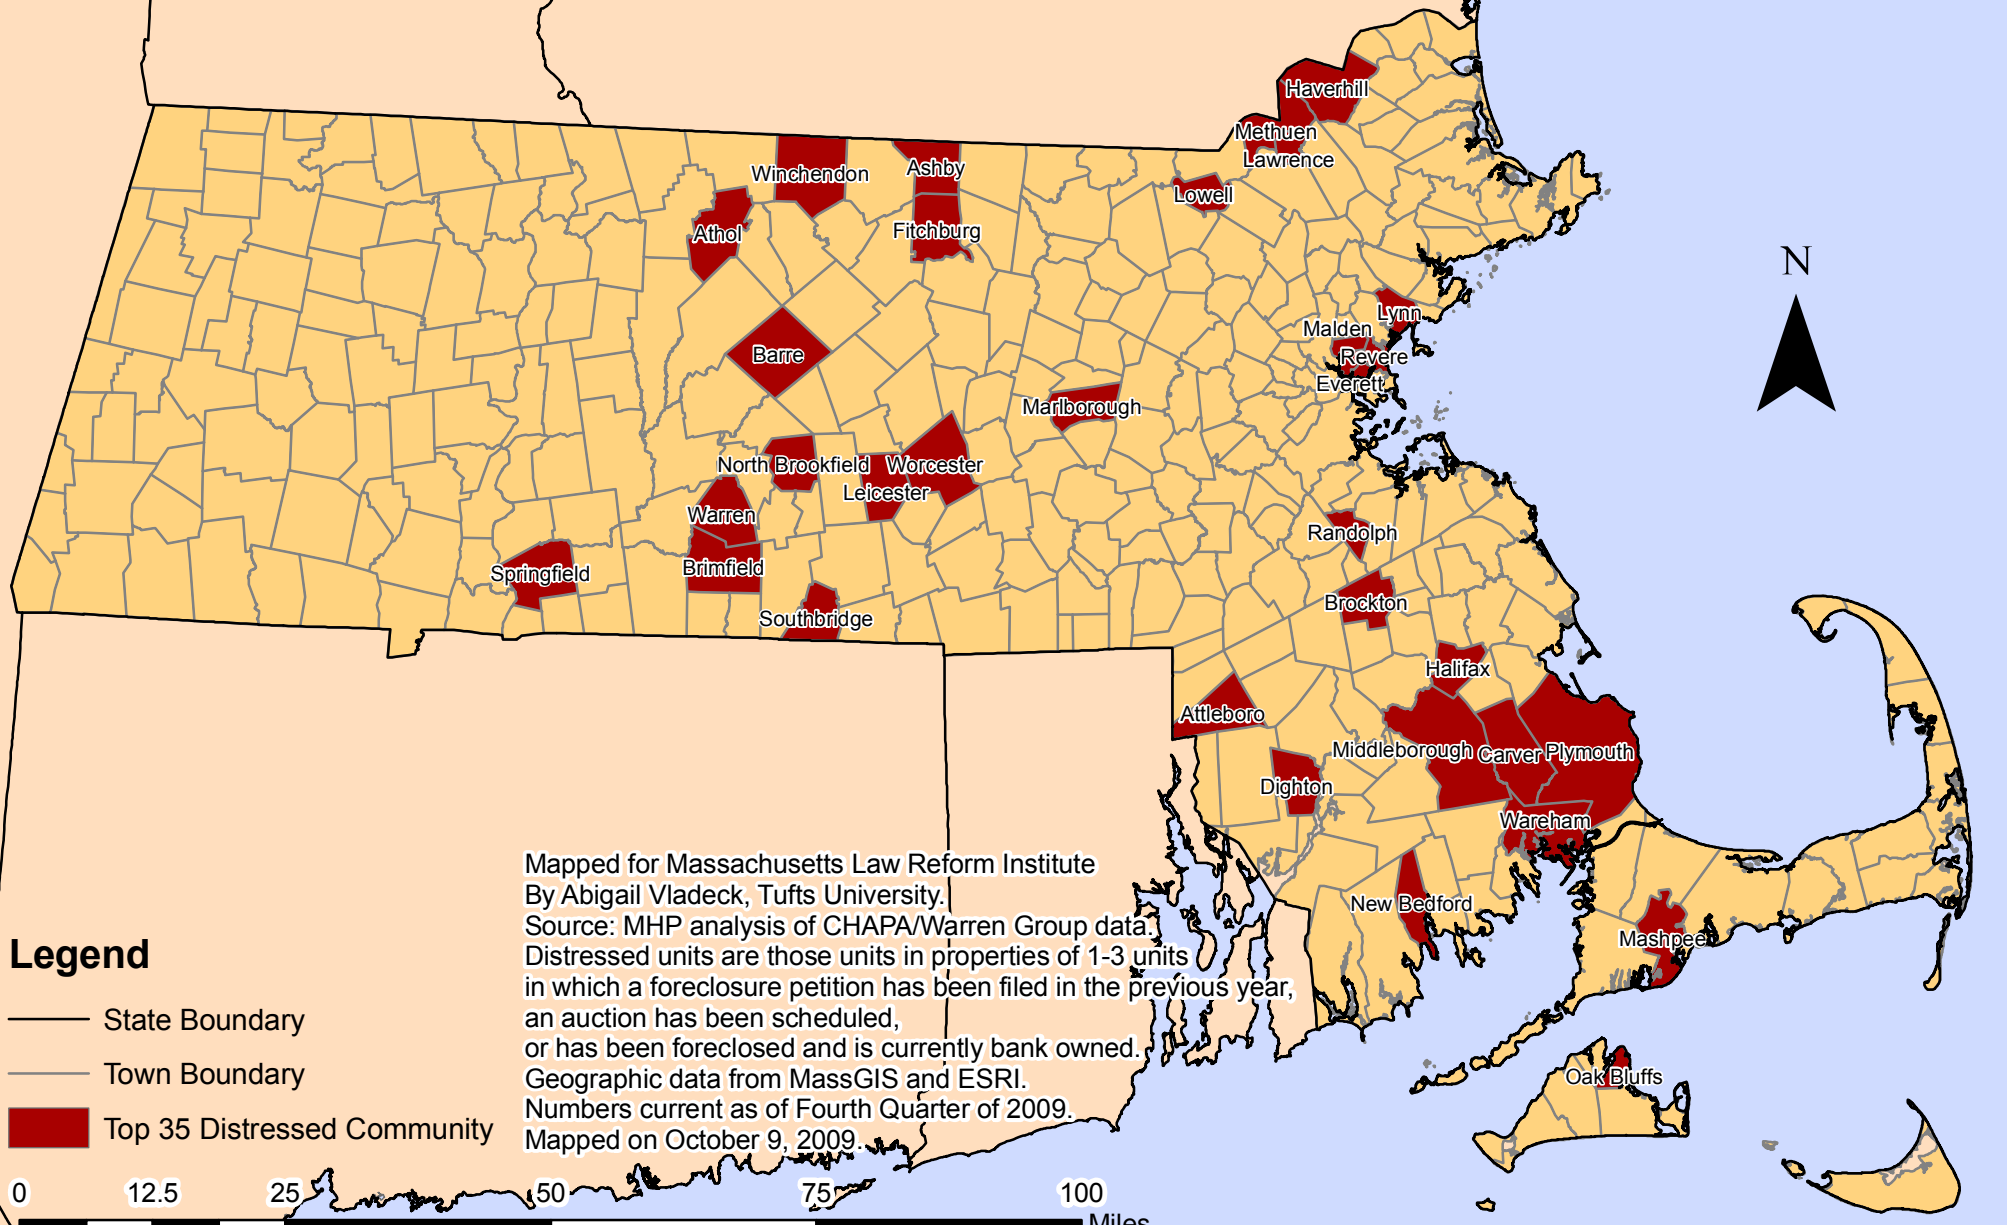 Haverhill
Methuen
Lawrence
Winchendon
Ashby
Lowell
Athol
Fitchburg
N
Lynn
Malden
Revere
Everett
Barre
Marlborough
North Brookfield
Worcester
Leicester
Warren
Randolph
Brimfield
Springfield
Brockton
Southbridge
Halifax
Attleboro
Middleborough
Carver
Plymouth
Dighton
Wareham
New Bedford
Mashpee
Oak Bluffs
Mapped for Massachusetts Law Reform Institute
By Abigail Vladeck, Tufts University.
Source: MHP analysis of CHAPA/Warren Group data.
Distressed units are those units in properties of 1-3 units
in which a foreclosure petition has been filed in the previous year,
an auction has been scheduled,
or has been foreclosed and is currently bank owned.
Geographic data from MassGIS and ESRI.
Numbers current as of Fourth Quarter of 2009.
Mapped on October 9, 2009.
Legend
State Boundary
Town Boundary
Top 35 Distressed Community
0 12.5 25 50 75 100
Miles